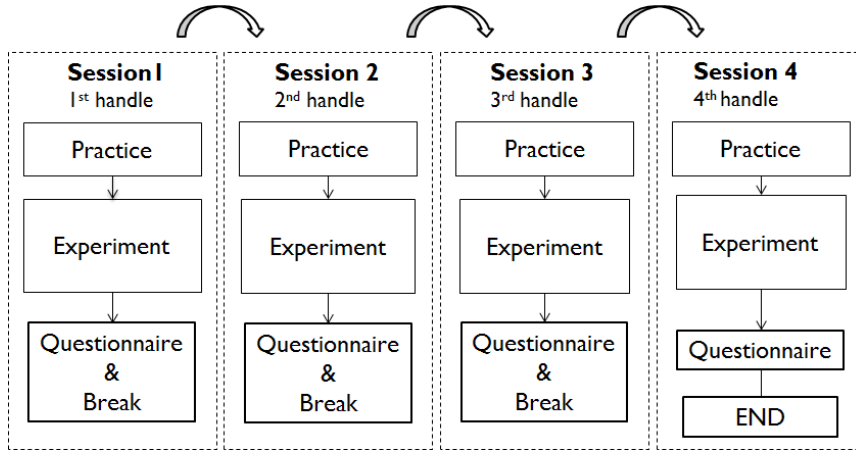 Session1
1st handle
Practice
Experiment
Questionnaire
&
Break
Session 2
2nd handle
Practice
Experiment
Questionnaire
&
Break
Session 3
3rd handle
Practice
Experiment
Questionnaire
&
Break
Session 4
4th handle
Practice
Experiment
Questionnaire
END